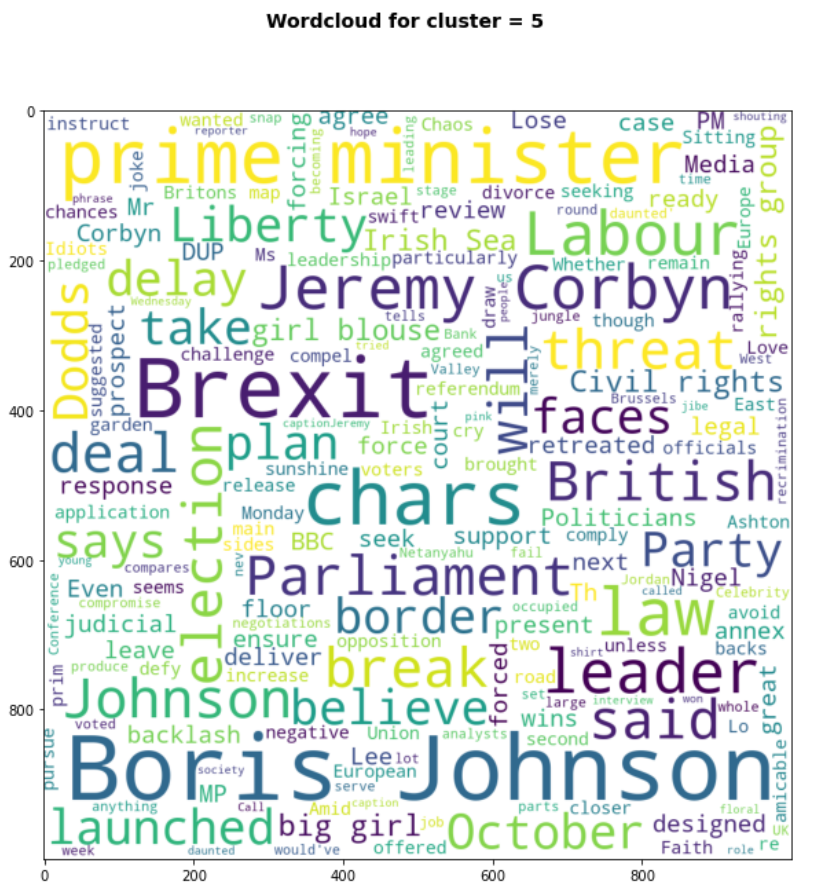 Wordcloud for cluster = 5
0
instruct wanted snap forcing agree Chaos Lose case PM shouting
reporter hope leading becoming Sitting
prime minister
joke Media time rights group
phrase Britons map Israel stage divorce seeking ready
chances Mr Liberty swift review round daunted Europe
Corbyn Irish Sea Labour
Idiots DUP Ms leadership particularly Whether remain
200
pledged delay Jeremy Corbyn us rallying
Wednesday draw people
Dodds take girl blouse tells Bank jungle though Love
suggested prospect challenge compel tried agreed threat West
Brexit Valley will merely Civil rights
referendum Brussels jibe East
400
garden captionJeremy Irish court cry pink faces legal
deal election plan force retreated officials recrimination
sunshine voters brought
response release chars British
application Monday Politicians Ashton
says main sides BBC seek support comply
Netanyahu fail Party
600
young compares new Parliament next Jordan Nigel called Celebrity
Even seems Th
Conference compromise floor border occupied law avoid
judicial negotiations present annex
leave ensure opposition two unless backs
produce defy deliver break forced shirt
prim increase road leader
Johnson believe set large won whole great
interview
800
voted wins said Lo
pursue backlash negative Union analysts second
Boris Johnson
society Lee lot European serve amicable
MP
anything Call Amid caption parts closer floral
launched big girl job October designed UK
week daunted would've offered Faith role re
0 200 400 600 800